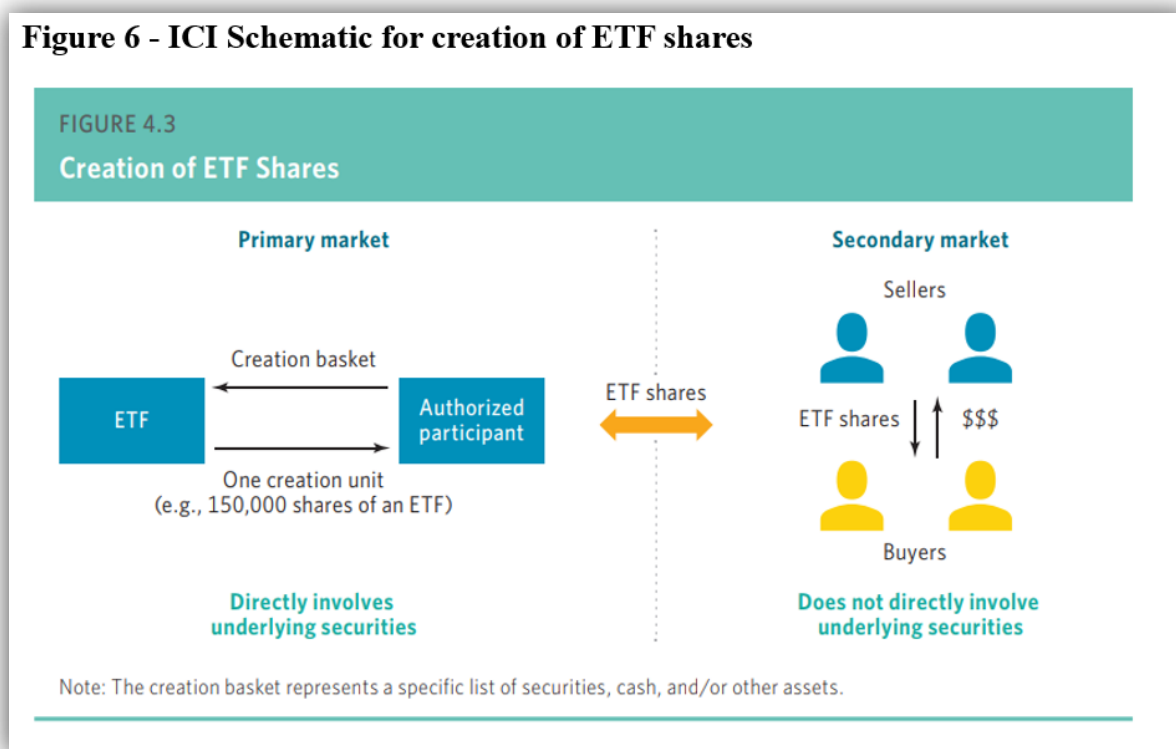 Figure 6 - ICI Schematic for creation of ETF shares
FIGURE 4.3
Creation of ETF Shares
Primary market
Creation basket
ETF
Authorized
participant
One creation unit
(e.g., 150,000 shares of an ETF)
Directly involves
underlying securities
ETF shares
Secondary market
Sellers
ETF shares
$$$
Buyers
Does not directly involve
underlying securities
Note: The creation basket represents a specific list of securities, cash, and/or other assets.